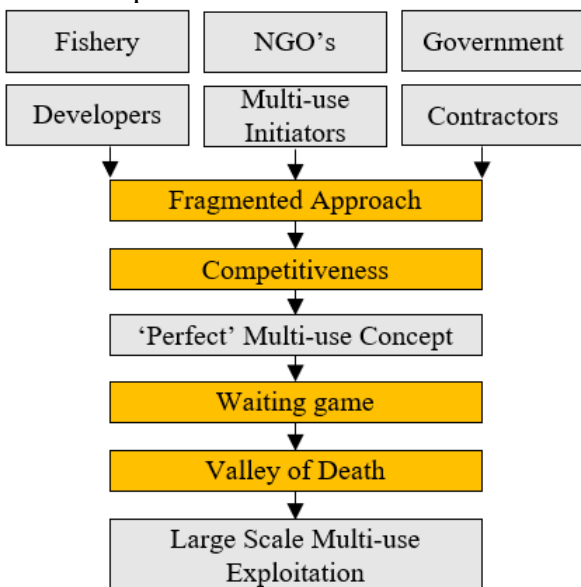 Fishery
NGO's
Government
Developers
Multi-use
Initiators
Contractors
Fragmented Approach
Competitiveness
‘Perfect’ Multi-use Concept
Waiting game
Valley of Death
Large Scale Multi-use
Exploitation